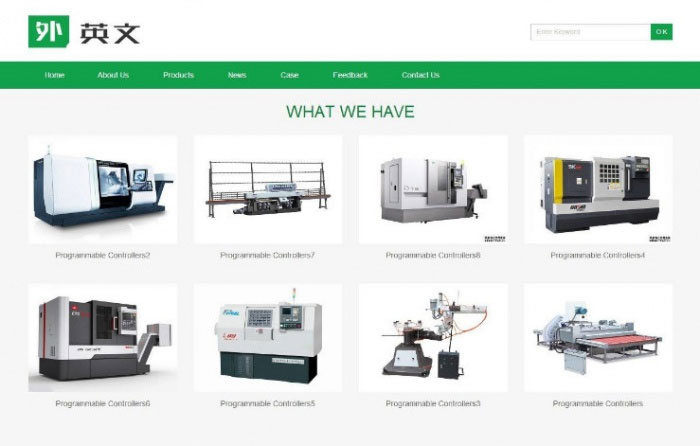 外 英文
Enter Keyword
O K
Home About Us Products News Case Feedback Contact Us
WHAT WE HAVE
Programmable Controllers2
Programmable Controllers7
Programmable Controllers8
Programmable Controllers4
Programmable Controllers6
Programmable Controllers5
Programmable Controllers3
Programmable Controllers